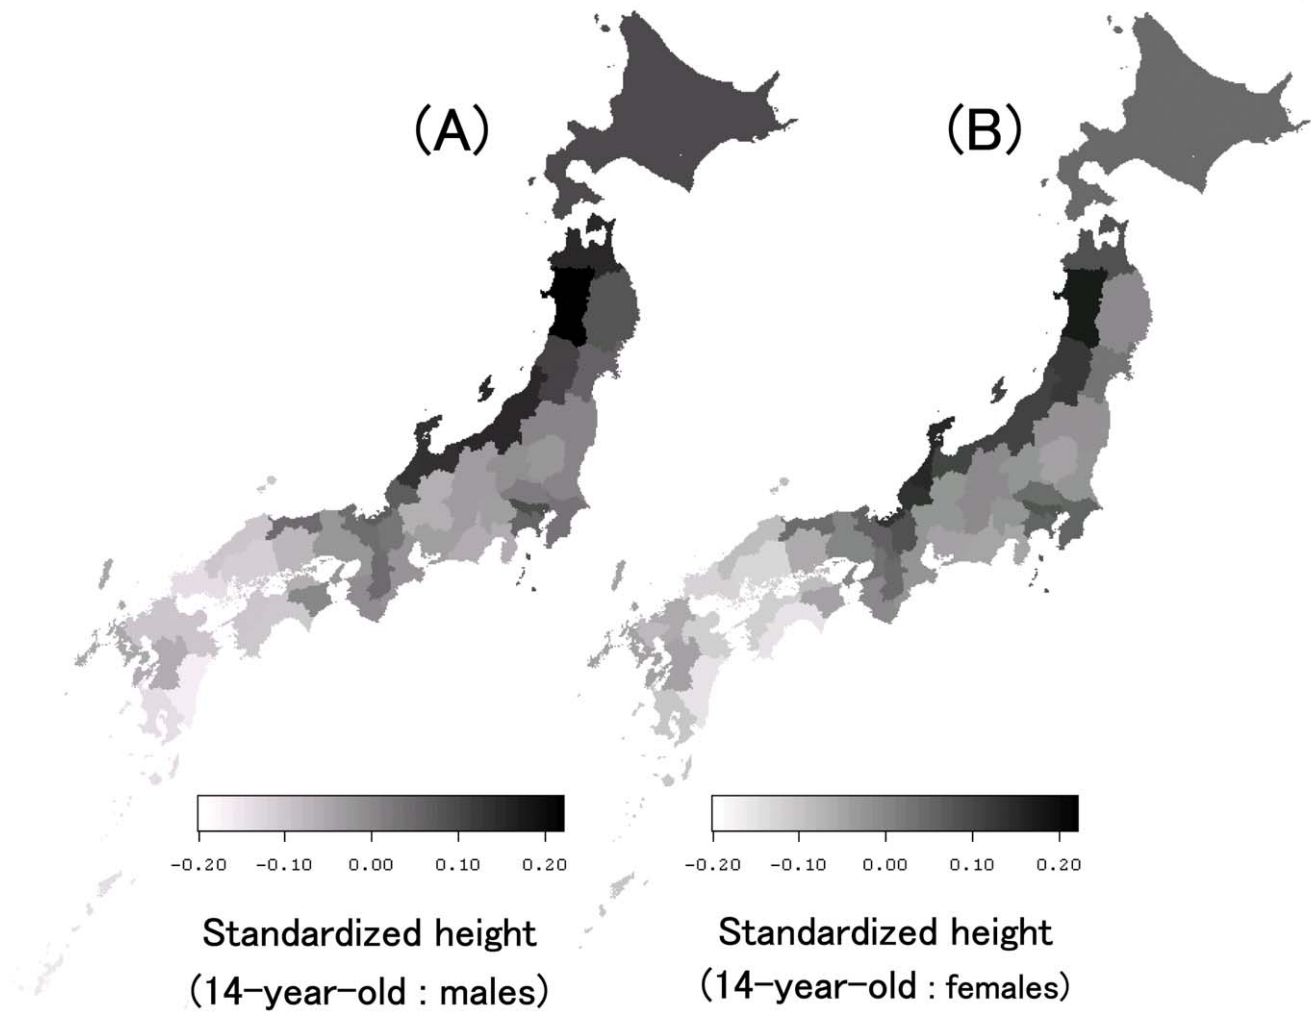 (A)
(B)
-0.20 -0.10 0.00 0.10 0.20
-0.20 -0.10 0.00 0.10 0.20
Standardized height
(14-year-old : males)
Standardized height
(14-year-old : females)